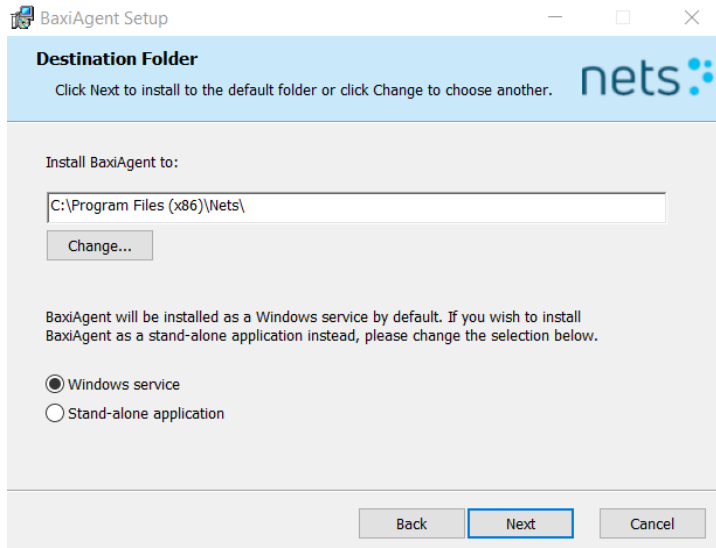 BaxiAgent Setup
Destination Folder
Click Next to install to the default folder or click Change to choose another.
nets
Install BaxiAgent to:
C:\Program Files (x86)\Nets\
Change...
BaxiAgent will be installed as a Windows service by default. If you wish to install
BaxiAgent as a stand-alone application instead, please change the selection below.
Windows service
Stand-alone application
Back
Next
Cancel